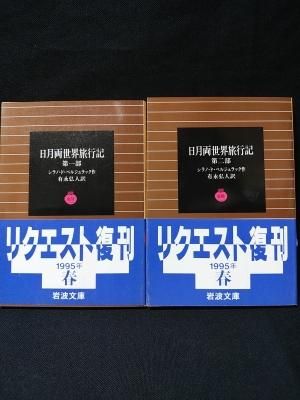 日月両世界旅行記
第一部
シラノ・ド・ベルジュラック作
有永弘人訳
リクエスト復刊
1995年
春
岩波文庫
日月両世界旅行記
第二部
シラノ・ド・ベルジュラック作
有永弘人訳
リクエスト復刊
1995年
春
岩波文庫